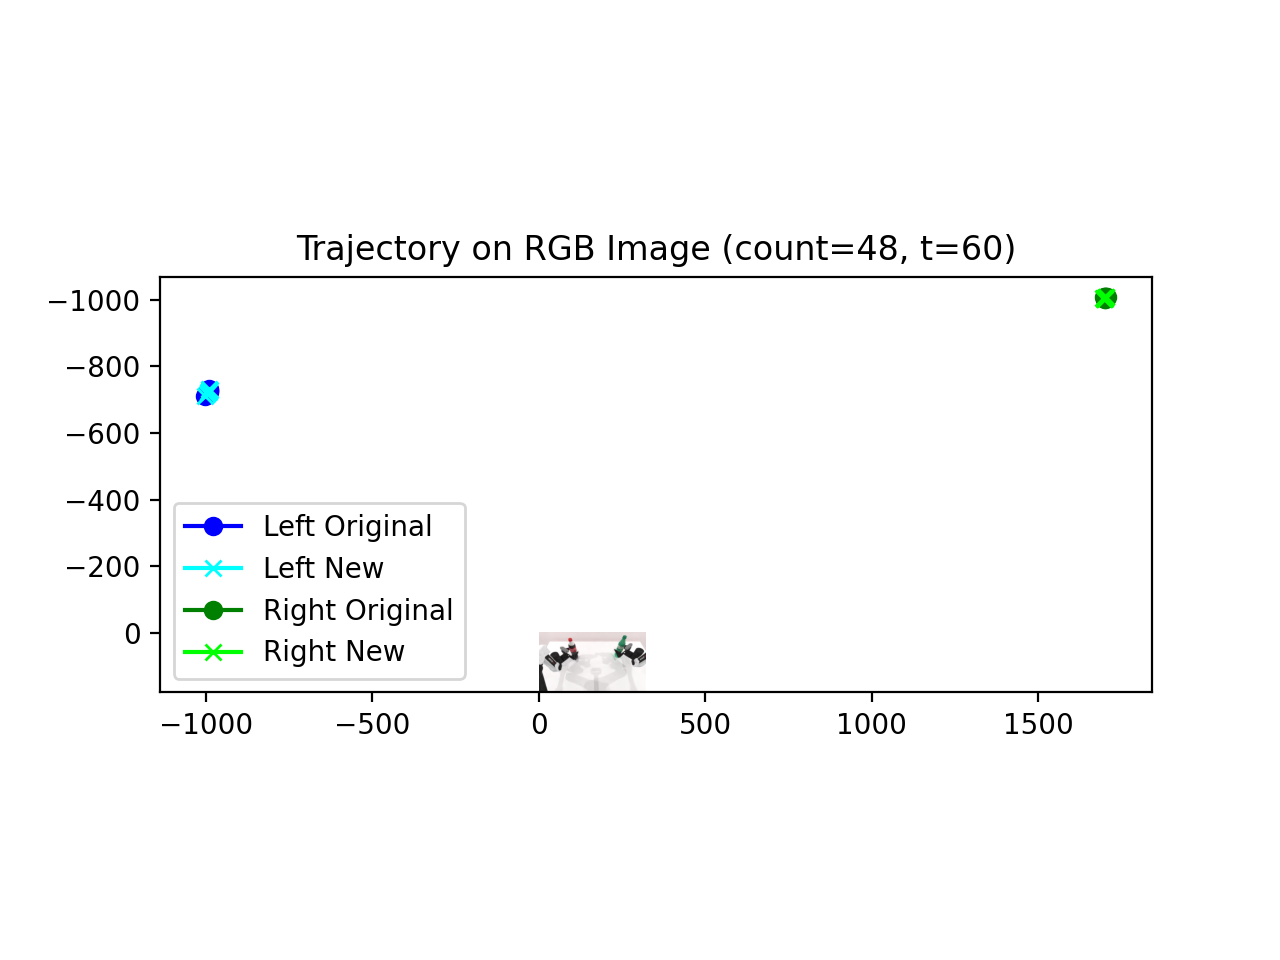 Trajectory on RGB Image (count=48, t=60)
−1000
−800
−600
−400
−200
0
Left Original
Left New
Right Original
Right New
−1000 −500 0 500 1000 1500